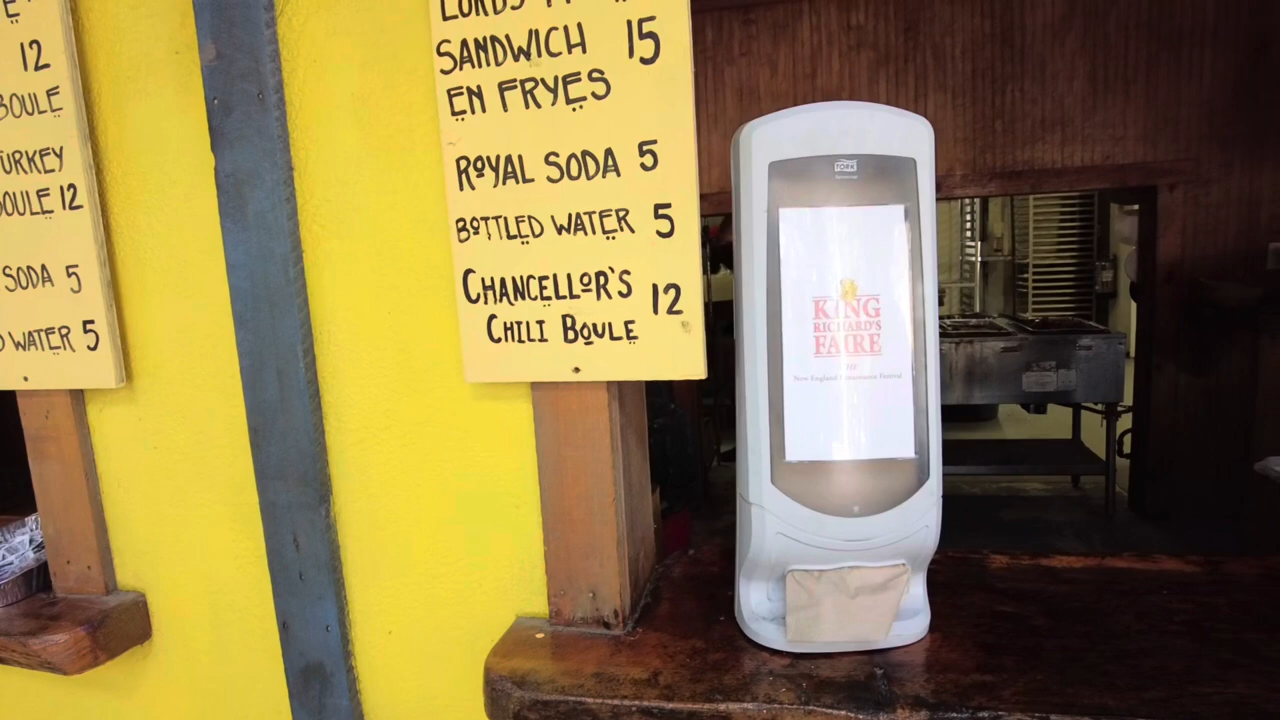 12
BOULE
TURKEY
BOULE 12
SODA 5
WATER 5
SANDWICH 15
EN FRYES
ROYAL SODA 5
BOTTLED WATER 5
CHANCELLOR'S 12
CHILI BOULE
TORK
KING
RICHARD'S
FAIRE
New England Renaissance Festival